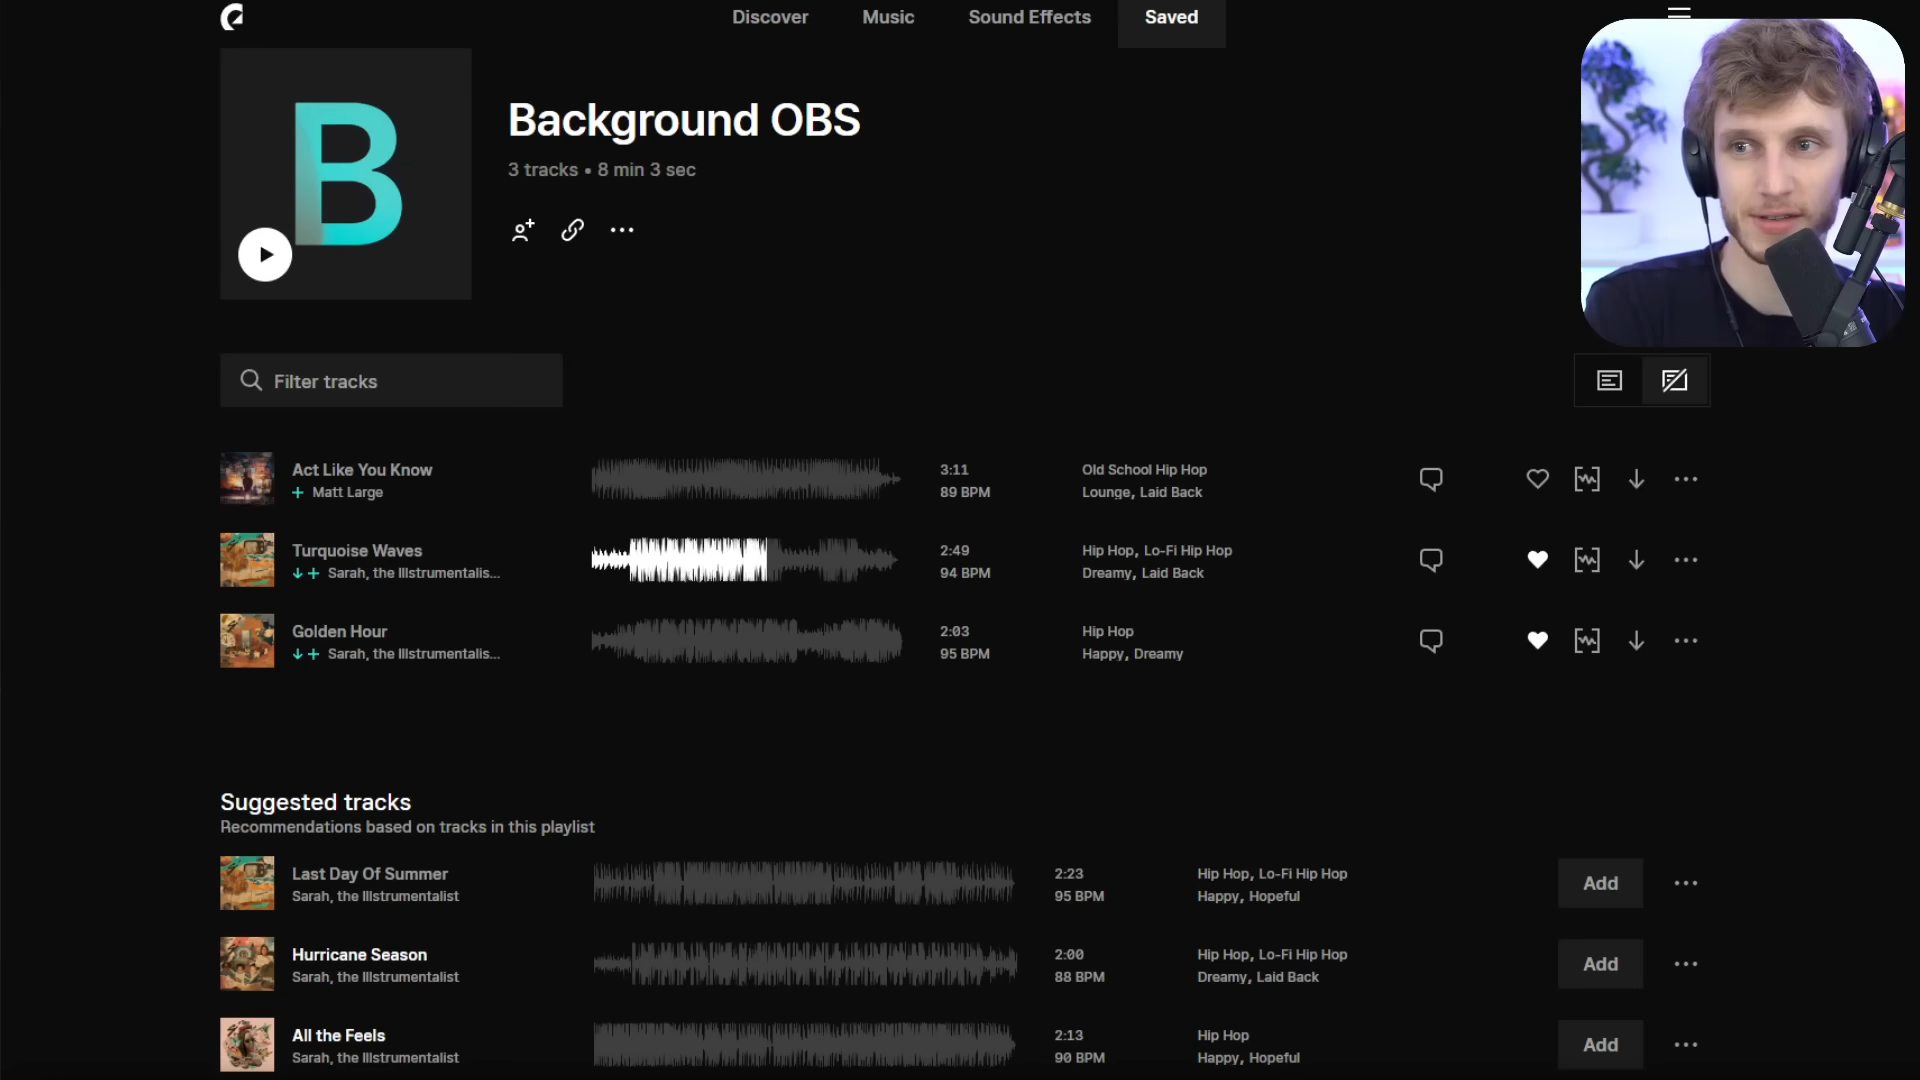 Discover Music Sound Effects Saved
B
Background OBS
3 tracks • 8 min 3 sec
Filter tracks
Act Like You Know 3:11 Old School Hip Hop
Matt Large 89 BPM Lounge, Laid Back
Turquoise Waves 2:49 Hip Hop, Lo-Fi Hip Hop
Sarah, the Illstrumentalis... 94 BPM Dreamy, Laid Back
Golden Hour 2:03 Hip Hop
Sarah, the Illstrumentalis... 95 BPM Happy, Dreamy
Suggested tracks
Recommendations based on tracks in this playlist
Last Day Of Summer 2:23 Hip Hop, Lo-Fi Hip Hop
Sarah, the Illstrumentalist 95 BPM Happy, Hopeful
Add
Hurricane Season 2:00 Hip Hop, Lo-Fi Hip Hop
Sarah, the Illstrumentalist 88 BPM Dreamy, Laid Back
Add
All the Feels 2:13 Hip Hop
Sarah, the Illstrumentalist 90 BPM Happy, Hopeful
Add